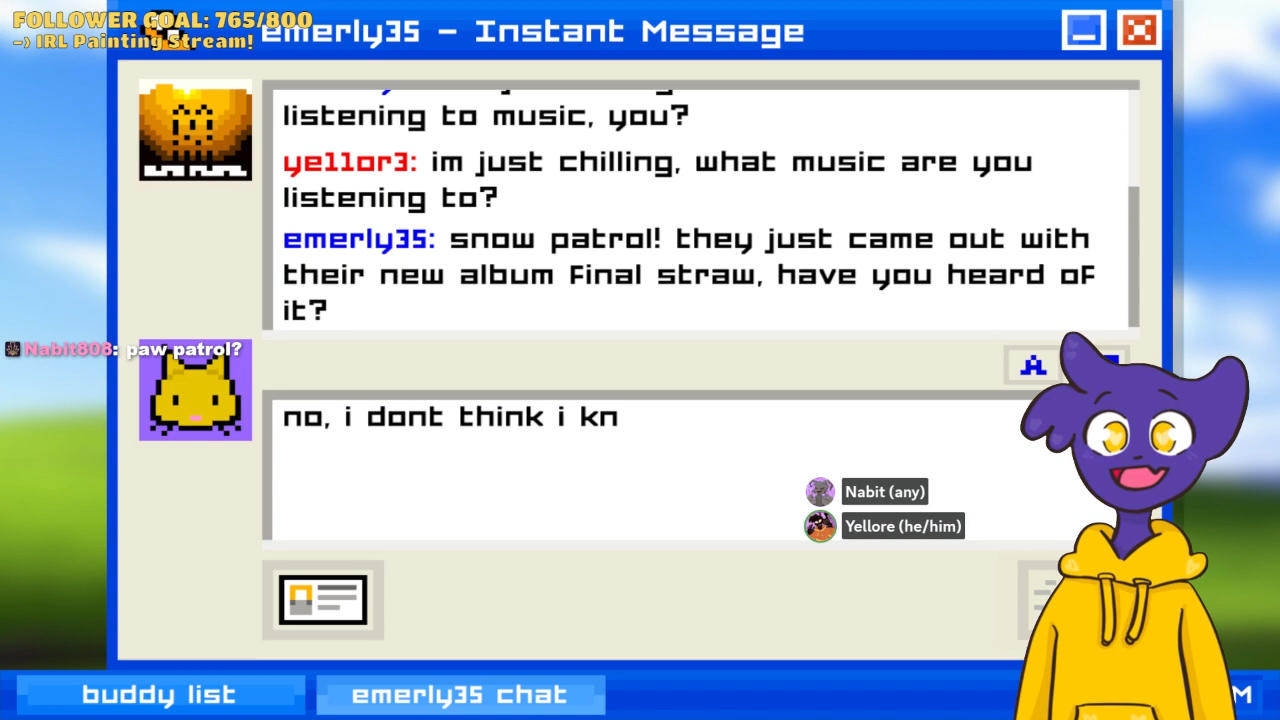 FOLLOWER GOAL: 765/800
-> IRL Painting Stream!
emerly35 - Instant Message
listening to music, you?
yellor3: im just chilling, what music are you
listening to?
emerly35: snow patrol! they just came out with
their new album Final straw, have you heard of
it?
Nabit808: paw patrol?
A
no, i dont think i kn
Nabit (any)
Yellore (he/him)
buddy list
emerly35 chat
M